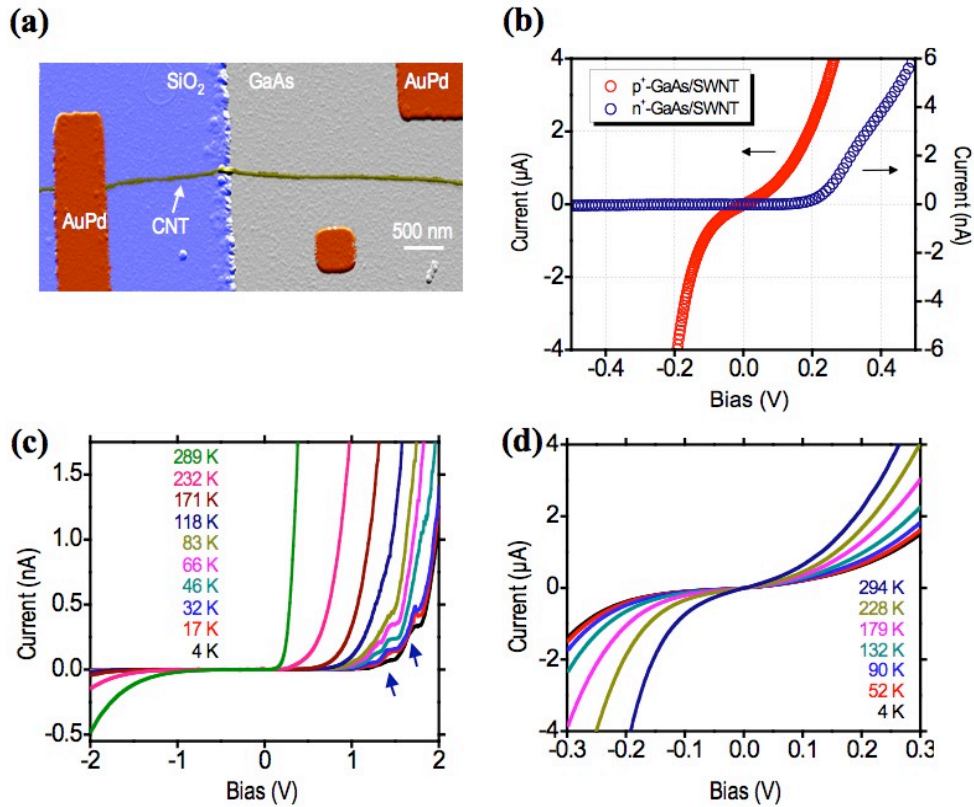 (a)
SiO2 GaAs AuPd
AuPd CNT
500 nm
(b)
4
2
0
-2
-4
Current (µA)
p+-GaAs/SWNT
n+-GaAs/SWNT
6
4
2
0
-2
-4
-6
Current (nA)
-0.4 -0.2 0.0 0.2 0.4
Bias (V)
(c)
1.5
1.0
0.5
0.0
-0.5
Current (nA)
289 K
232 K
171 K
118 K
83 K
66 K
46 K
32 K
17 K
4 K
-2 -1 0 1 2
Bias (V)
(d)
4
2
0
-2
-4
Current (µA)
294 K
228 K
179 K
132 K
90 K
52 K
4 K
-0.3 -0.2 -0.1 0.0 0.1 0.2 0.3
Bias (V)